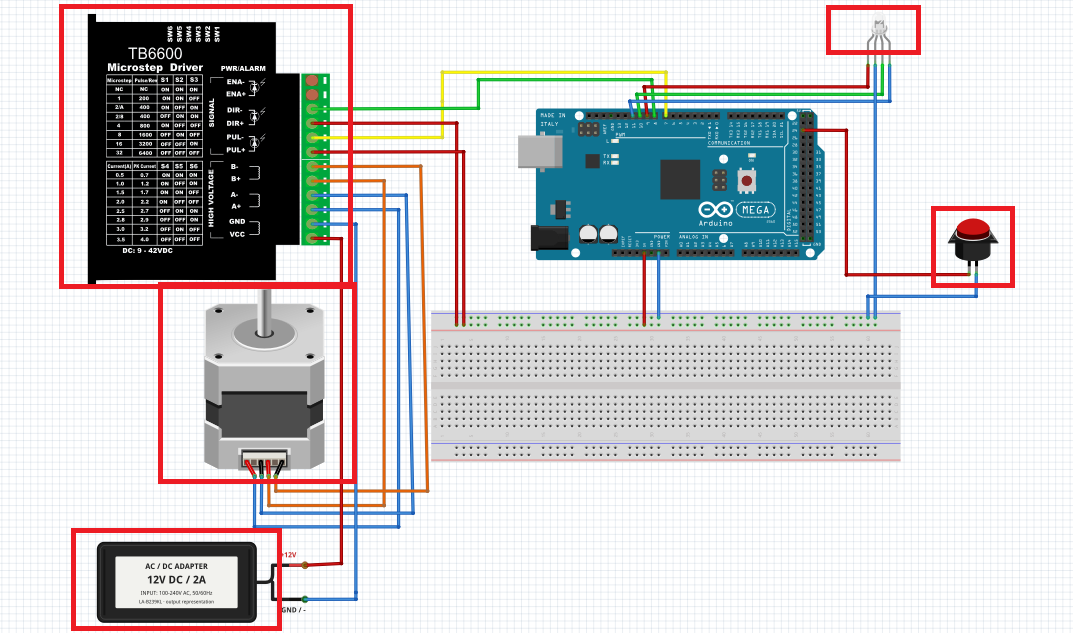 SW6
SW5
SW4
SW3
SW2
SW1
TB6600
Microstep Driver
PWR/ALARM
Microstep Pulse/Rev S1 S2 S3
NC NC ON ON ON
1 200 ON ON OFF
2/A 400 ON OFF ON
2/B 400 OFF ON ON
4 800 ON OFF OFF
8 1600 OFF ON OFF
16 3200 OFF OFF ON
32 6400 OFF OFF OFF
Current(A) PK Current S4 S5 S6
0.5 0.7 ON ON ON
1.0 1.2 ON OFF ON
1.5 1.7 ON ON OFF
2.0 2.2 ON OFF OFF
2.5 2.7 OFF ON ON
2.8 2.9 OFF OFF ON
3.0 3.2 OFF ON OFF
3.5 4.0 OFF OFF OFF
DC: 9 - 42VDC
SIGNAL
HIGH VOLTAGE
ENA-
ENA+
DIR-
DIR+
PUL-
PUL+
B-
B+
A-
A+
GND
VCC
MADE IN
ITALY
PWM
L
TX
RX
COMMUNICATION
Arduino
MEGA
DIGITAL
POWER
ANALOG IN
AC / DC ADAPTER
12V DC / 2A
INPUT: 100-240V AC, 50/60Hz
+12V
GND / -